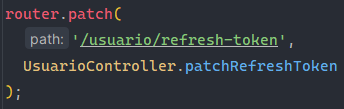 router.patch(
path: '/usuario/refresh-token',
UsuarioController.patchRefreshToken
);